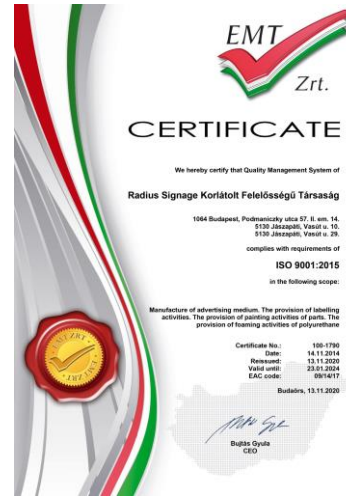 EMT
Zrt.
CERTIFICATE
We hereby certify that Quality Management System of
Radius Signage Korlátolt Felelősségű Társaság
1064 Budapest, Podmaniczky utca 57. II. em. 14.
5130 Jászapáti, Vasút u. 10.
5130 Jászapáti, Vasút u. 29.
complies with requirements of
ISO 9001:2015
in the following scope:
Manufacture of advertising medium. The provision of labelling
activities. The provision of painting activities of parts. The
provision of foaming activities of polyurethane
Certificate No.: 100-1790
Date: 14.11.2014
Reissued: 13.11.2020
Valid until: 23.01.2024
EAC code: 09/14/17
Budaörs, 13.11.2020
Bujtás Gyula
CEO
EMT ZRT.
EMT ZRT.